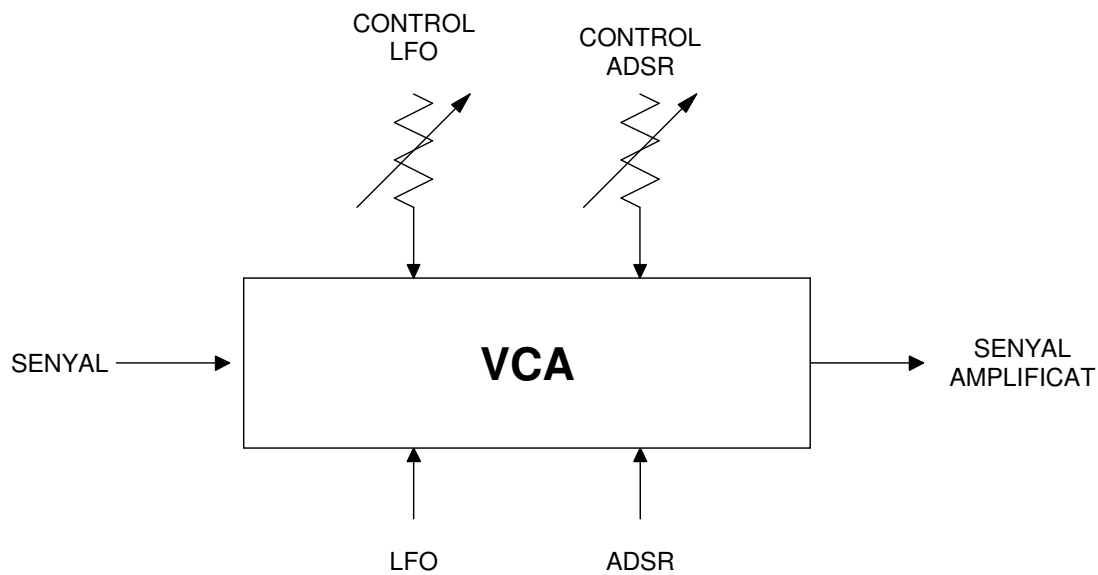 CONTROL
LFO
CONTROL
ADSR
SENYAL
VCA
SENYAL
AMPLIFICAT
LFO
ADSR